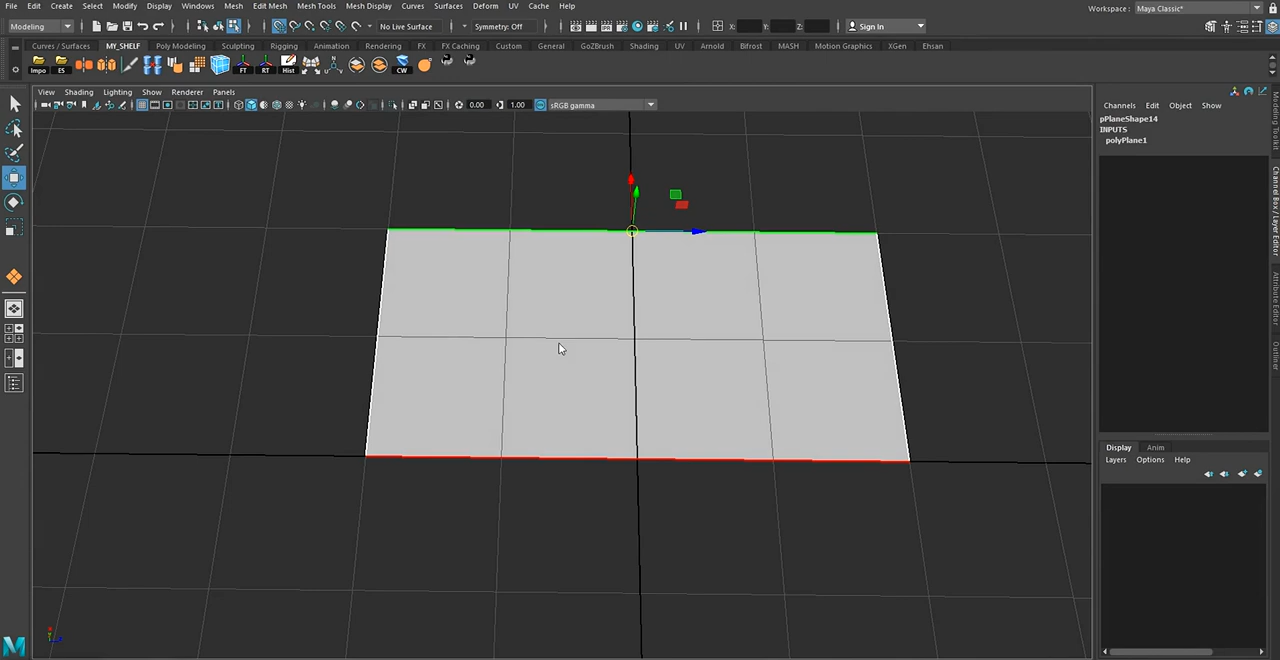 File Edit Create Select Modify Display Windows Mesh Edit Mesh Mesh Tools Mesh Display Curves Surfaces Deform UV Cache Help
Workspace : Maya Classic*
Modeling
No Live Surface
Symmetry: Off
X:
Y:
Z:
Sign In
Curves / Surfaces MY_SHELF Poly Modeling Sculpting Rigging Animation Rendering FX FX Caching Custom General GoZBrush Shading UV Arnold Bifrost MASH Motion Graphics XGen Ehsan
Impo ES FT RT Hist CW
View Shading Lighting Show Renderer Panels
0.00 1.00 sRGB gamma
Channels Edit Object Show
pPlaneShape14
INPUTS
polyPlane1
Display Anim
Layers Options Help
Modeling Toolkit
Channel Box / Layer Editor
Attribute Editor
Outliner